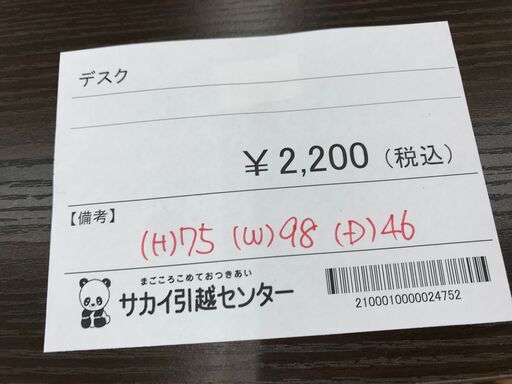 デスク
¥2,200（税込）
【備考】
(H)75 (W)98 (D)46
まごころこめておつきあい
サカイ引越センター
2100010000024752